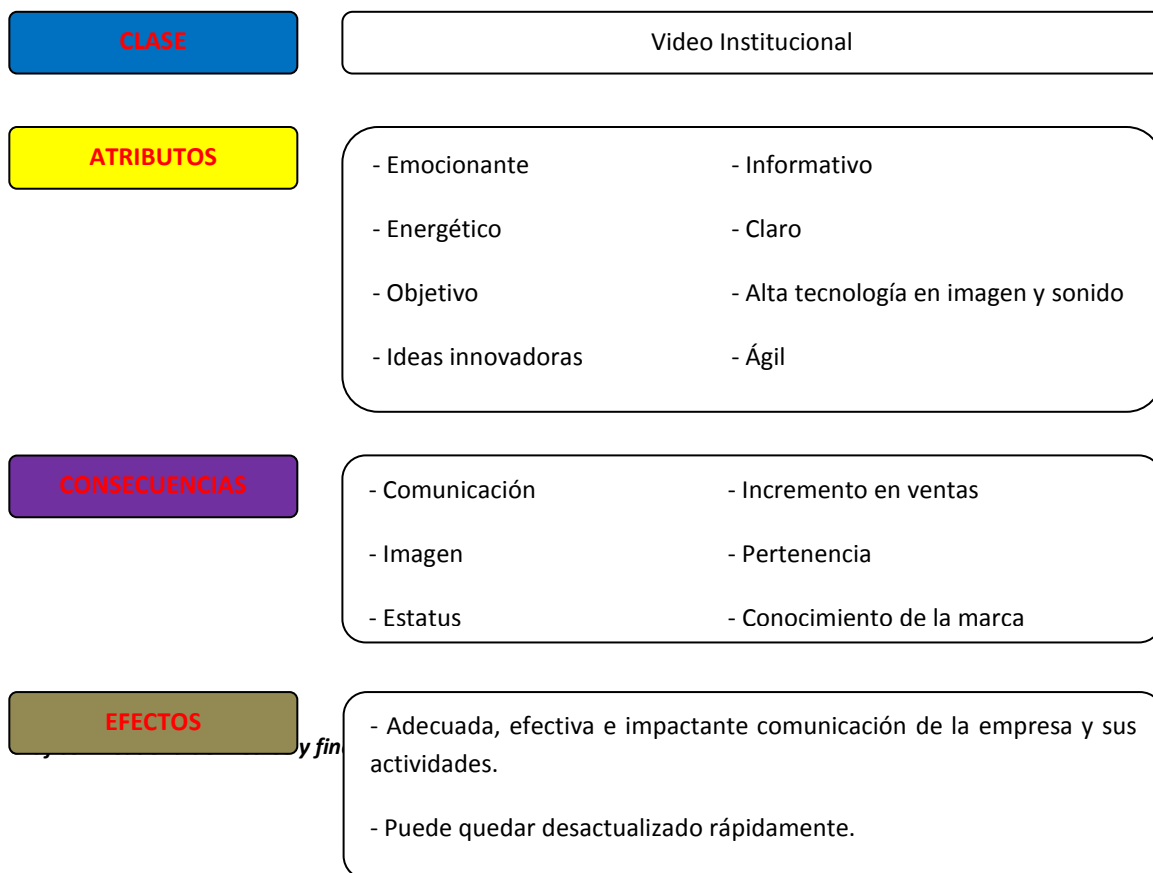 CLASE
Video Institucional
ATRIBUTOS
- Emocionante - Informativo
- Energético - Claro
- Objetivo - Alta tecnología en imagen y sonido
- Ideas innovadoras - Ágil
CONSECUENCIAS
- Comunicación - Incremento en ventas
- Imagen - Pertenencia
- Estatus - Conocimiento de la marca
EFECTOS
- Adecuada, efectiva e impactante comunicación de la empresa y sus
actividades.
y
- Puede quedar desactualizado rápidamente.